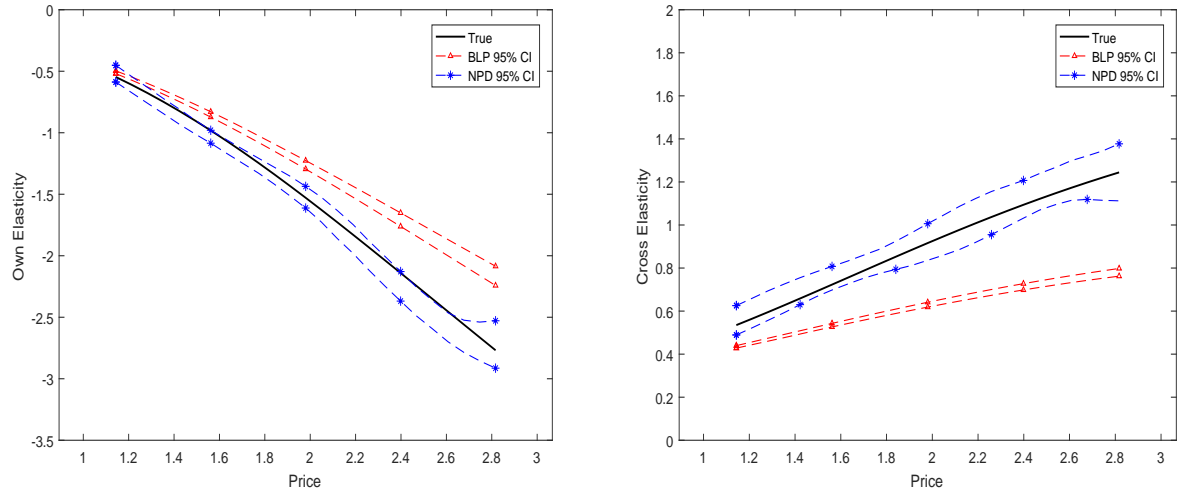 0
-0.5
-1
-1.5
-2
-2.5
-3
-3.5
Own Elasticity
1 1.2 1.4 1.6 1.8 2 2.2 2.4 2.6 2.8 3
Price
True
BLP 95% CI
NPD 95% CI
2
1.8
1.6
1.4
1.2
1
0.8
0.6
0.4
0.2
0
Cross Elasticity
1 1.2 1.4 1.6 1.8 2 2.2 2.4 2.6 2.8 3
Price
True
BLP 95% CI
NPD 95% CI